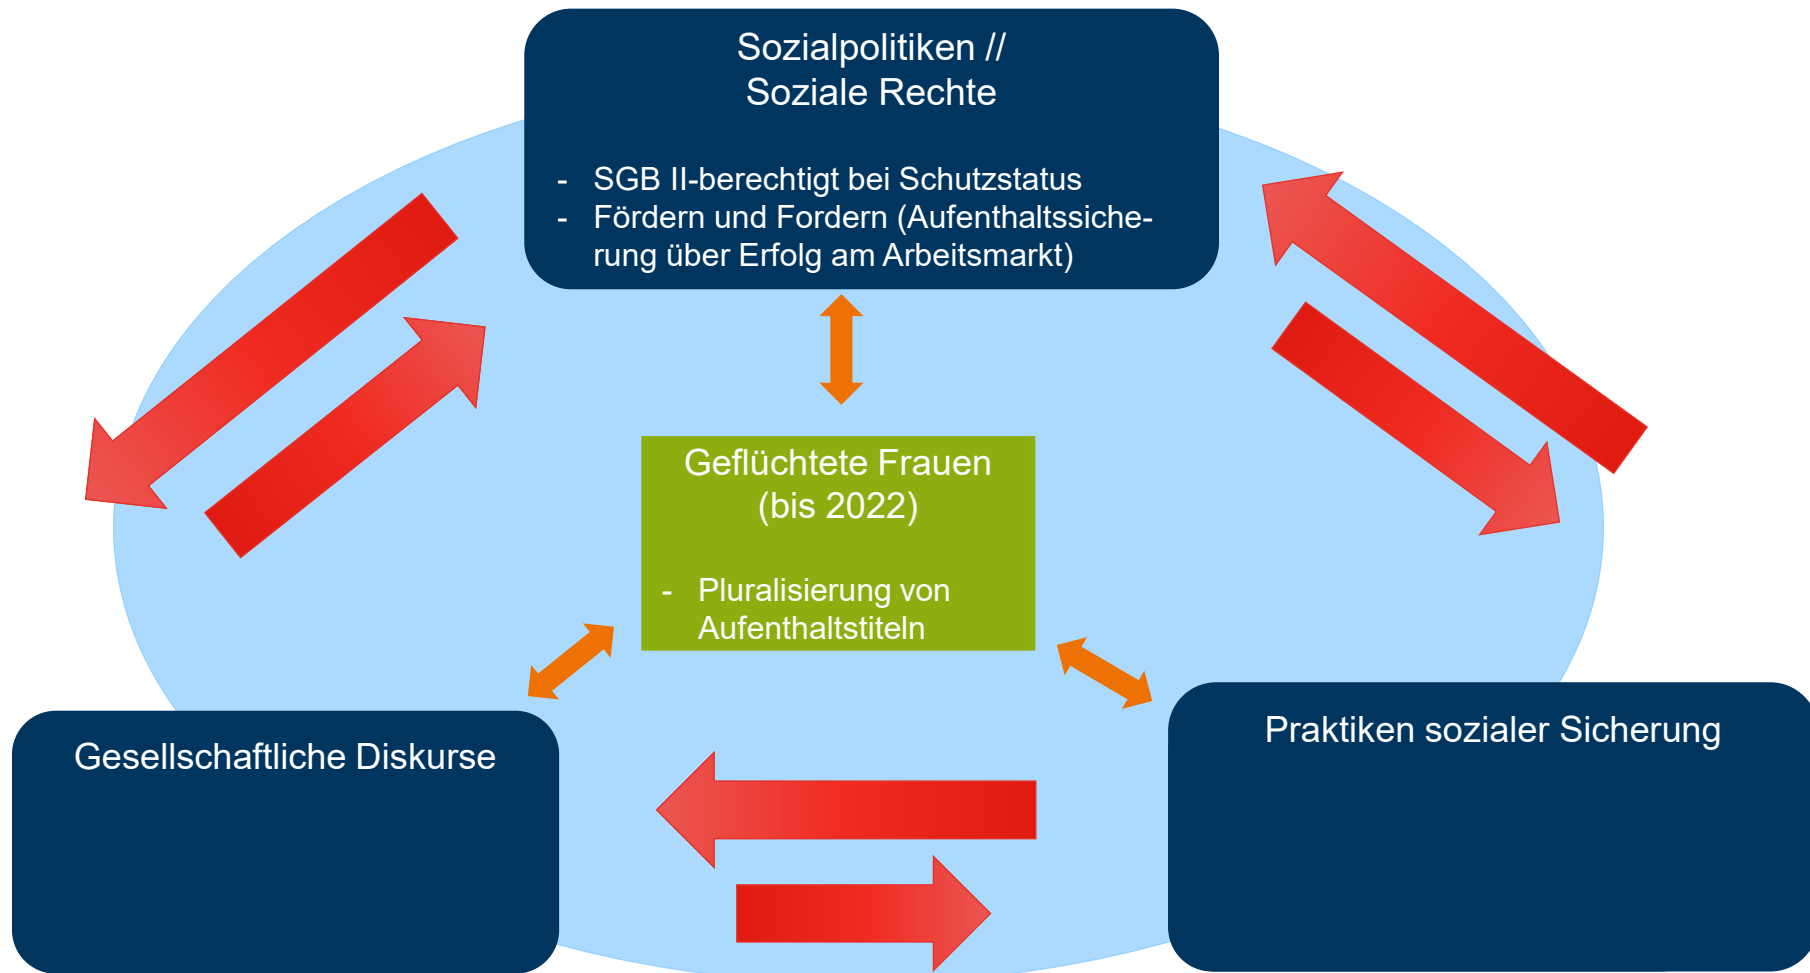 Sozialpolitiken //
Soziale Rechte
- SGB II-berechtigt bei Schutzstatus
- Fördern und Fordern (Aufenthaltssiche-
rung über Erfolg am Arbeitsmarkt)
Geflüchtete Frauen
(bis 2022)
- Pluralisierung von
Aufenthaltstiteln
Gesellschaftliche Diskurse
Praktiken sozialer Sicherung